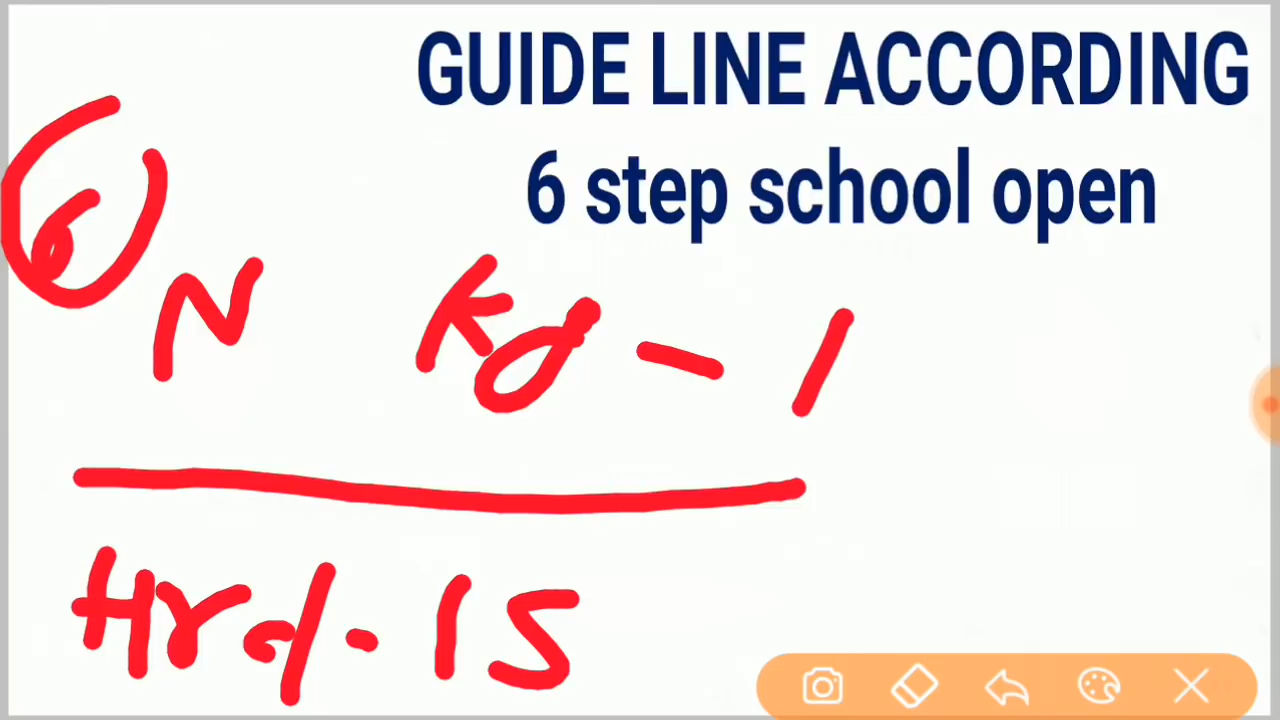 GUIDE LINE ACCORDING
6 step school open
6
N Kg - 1
Hrd. 15